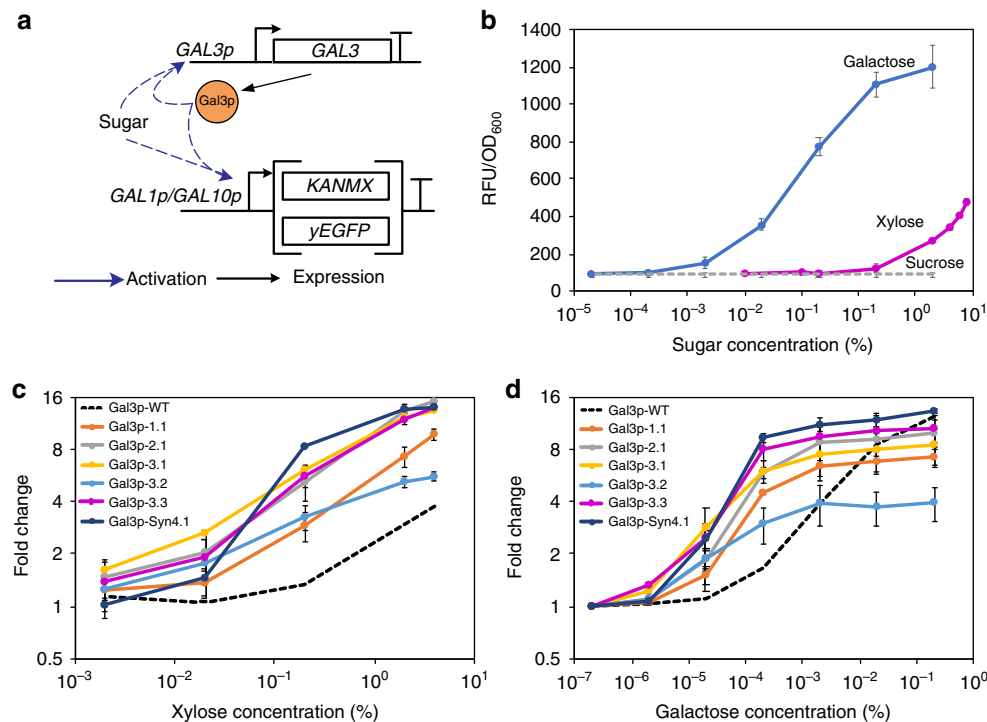 a
GAL3p
GAL3
Gal3p
Sugar
GAL1p/GAL10p
KANMX
yEGFP
Activation
Expression
b
RFU/OD600
1400
1200
1000
800
600
400
200
0
Galactose
Xylose
Sucrose
10–5 10–4 10–3 10–2 10–1 10–1 100 101
Sugar concentration (%)
c
Fold change
16
8
4
2
1
0.5
Gal3p-WT
Gal3p-1.1
Gal3p-2.1
Gal3p-3.1
Gal3p-3.2
Gal3p-3.3
Gal3p-Syn4.1
10–3 10–2 10–1 100 101
Xylose concentration (%)
d
Fold change
16
8
4
2
1
0.5
Gal3p-WT
Gal3p-1.1
Gal3p-2.1
Gal3p-3.1
Gal3p-3.2
Gal3p-3.3
Gal3p-Syn4.1
10–7 10–6 10–5 10–4 10–3 10–2 10–1 100
Galactose concentration (%)